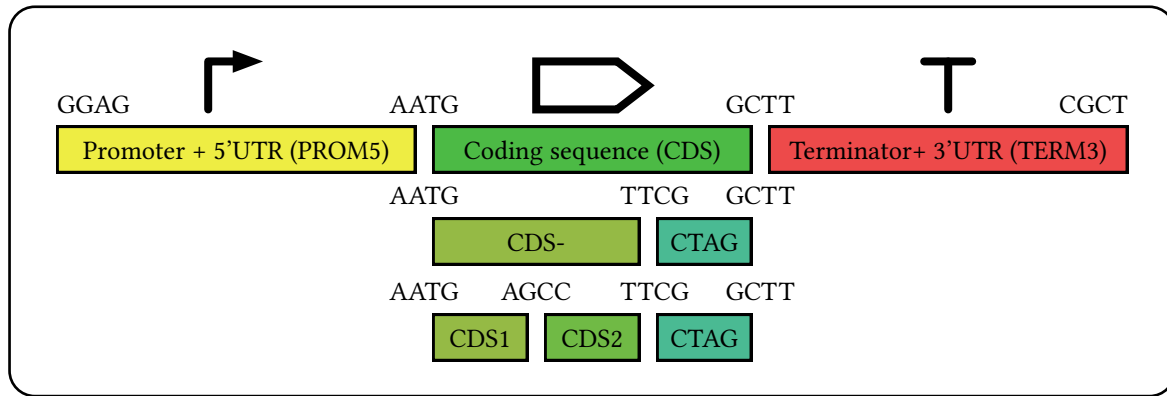 GGAG AATG GCTT CGCT
Promoter + 5'UTR (PROM5) Coding sequence (CDS) Terminator+ 3'UTR (TERM3)
AATG TTCG GCTT
CDS- CTAG
AATG AGCC TTCG GCTT
CDS1 CDS2 CTAG